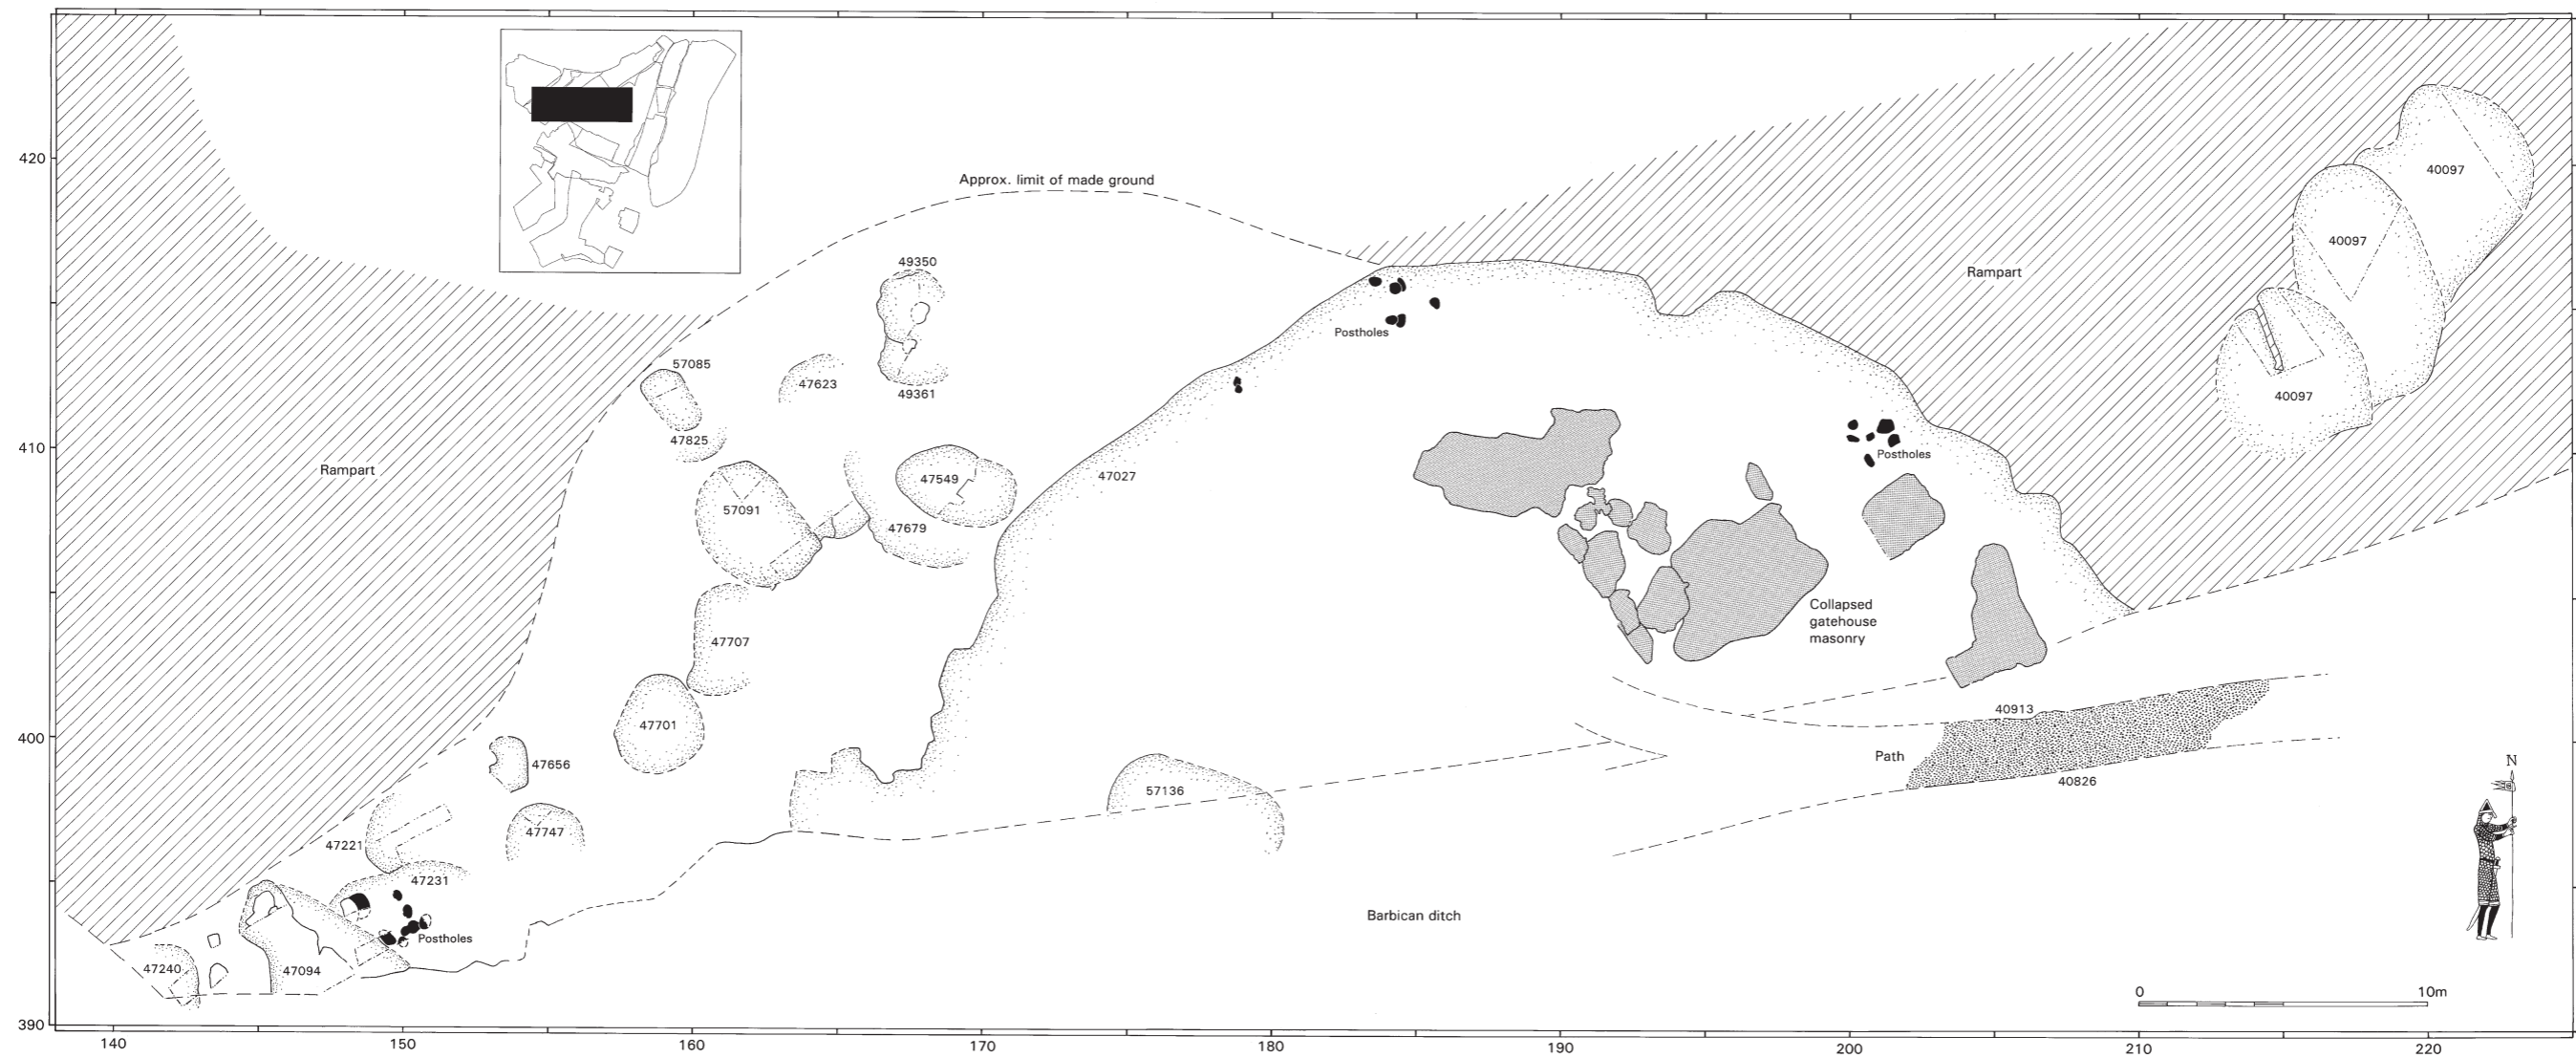 420
410
400
390
140
150
160
170
180
190
200
210
220
Approx. limit of made ground
Rampart
Rampart
40097
40097
40097
49350
49361
47623
57085
47825
57091
47549
47679
47027
47707
47701
47656
47747
47221
47231
Postholes
47240
47094
57136
Postholes
Postholes
Collapsed
gatehouse
masonry
40913
Path
40826
Barbican ditch
N
0 10m